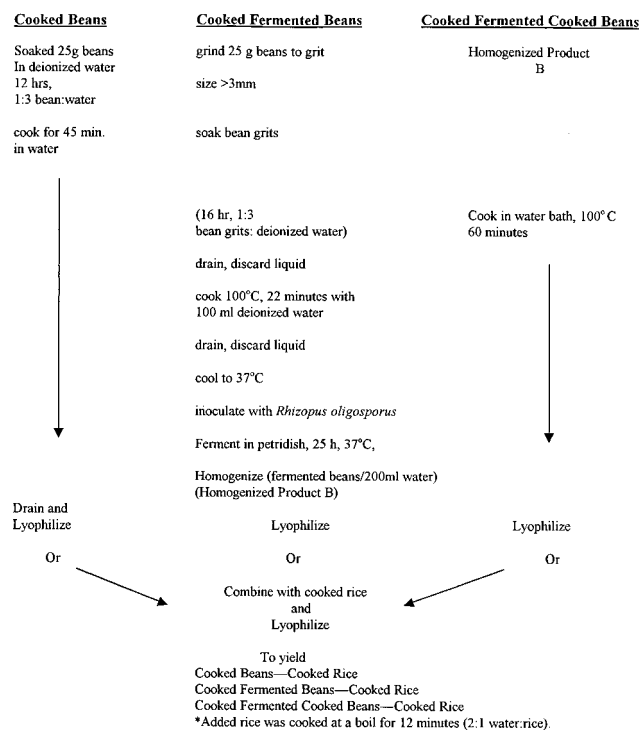 Cooked Beans
Soaked 25g beans
In deionized water
12 hrs,
1:3 bean:water
cook for 45 min.
in water
Drain and
Lyophilize
Or
Cooked Fermented Beans
grind 25 g beans to grit
size >3mm
soak bean grits
(16 hr, 1:3
bean grits: deionized water)
drain, discard liquid
cook 100°C, 22 minutes with
100 ml deionized water
drain, discard liquid
cool to 37°C
inoculate with Rhizopus oligosporus
Ferment in petridish, 25 h, 37°C,
Homogenize (fermented beans/200ml water)
(Homogenized Product B)
Lyophilize
Or
Cooked Fermented Cooked Beans
Homogenized Product
B
Cook in water bath, 100°C
60 minutes
Lyophilize
Or
Combine with cooked rice
and
Lyophilize
To yield
Cooked Beans—Cooked Rice
Cooked Fermented Beans—Cooked Rice
Cooked Fermented Cooked Beans—Cooked Rice
*Added rice was cooked at a boil for 12 minutes (2:1 water:rice).